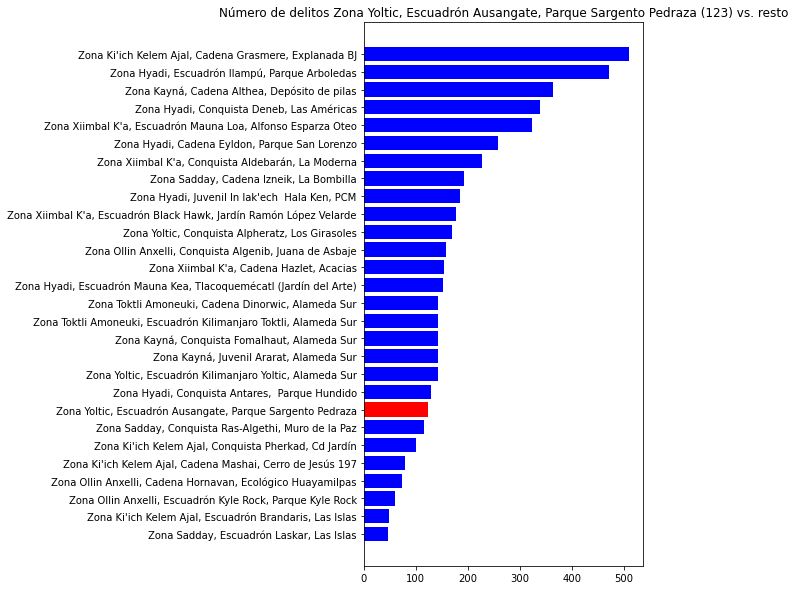 Número de delitos Zona Yoltic, Escuadrón Ausangate, Parque Sargento Pedraza (123) vs. resto
Zona Ki'ich Kelem Ajal, Cadena Grasmere, Explanada BJ
Zona Hyadi, Escuadrón Ilampú, Parque Arboledas
Zona Kayná, Cadena Althea, Depósito de pilas
Zona Hyadi, Conquista Deneb, Las Américas
Zona Xiimbal K'a, Escuadrón Mauna Loa, Alfonso Esparza Oteo
Zona Hyadi, Cadena Eyldon, Parque San Lorenzo
Zona Xiimbal K'a, Conquista Aldebarán, La Moderna
Zona Sadday, Cadena Izneik, La Bombilla
Zona Hyadi, Juvenil In lak'ech  Hala Ken, PCM
Zona Xiimbal K'a, Escuadrón Black Hawk, Jardín Ramón López Velarde
Zona Yoltic, Conquista Alpheratz, Los Girasoles
Zona Ollin Anxelli, Conquista Algenib, Juana de Asbaje
Zona Xiimbal K'a, Cadena Hazlet, Acacias
Zona Hyadi, Escuadrón Mauna Kea, Tlacoquemécatl (Jardín del Arte)
Zona Toktli Amoneuki, Cadena Dinorwic, Alameda Sur
Zona Toktli Amoneuki, Escuadrón Kilimanjaro Toktli, Alameda Sur
Zona Kayná, Conquista Fomalhaut, Alameda Sur
Zona Kayná, Juvenil Ararat, Alameda Sur
Zona Yoltic, Escuadrón Kilimanjaro Yoltic, Alameda Sur
Zona Hyadi, Conquista Antares,  Parque Hundido
Zona Yoltic, Escuadrón Ausangate, Parque Sargento Pedraza
Zona Sadday, Conquista Ras-Algethi, Muro de la Paz
Zona Ki'ich Kelem Ajal, Conquista Pherkad, Cd Jardín
Zona Ki'ich Kelem Ajal, Cadena Mashai, Cerro de Jesús 197
Zona Ollin Anxelli, Cadena Hornavan, Ecológico Huayamilpas
Zona Ollin Anxelli, Escuadrón Kyle Rock, Parque Kyle Rock
Zona Ki'ich Kelem Ajal, Escuadrón Brandaris, Las Islas
Zona Sadday, Escuadrón Laskar, Las Islas
0 100 200 300 400 500